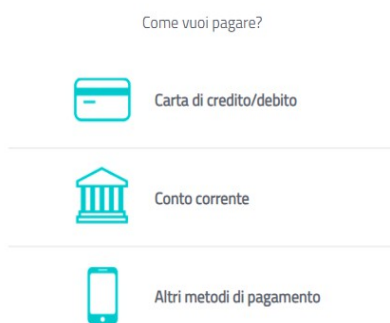 Come vuoi pagare?
Carta di credito/debito
Conto corrente
Altri metodi di pagamento